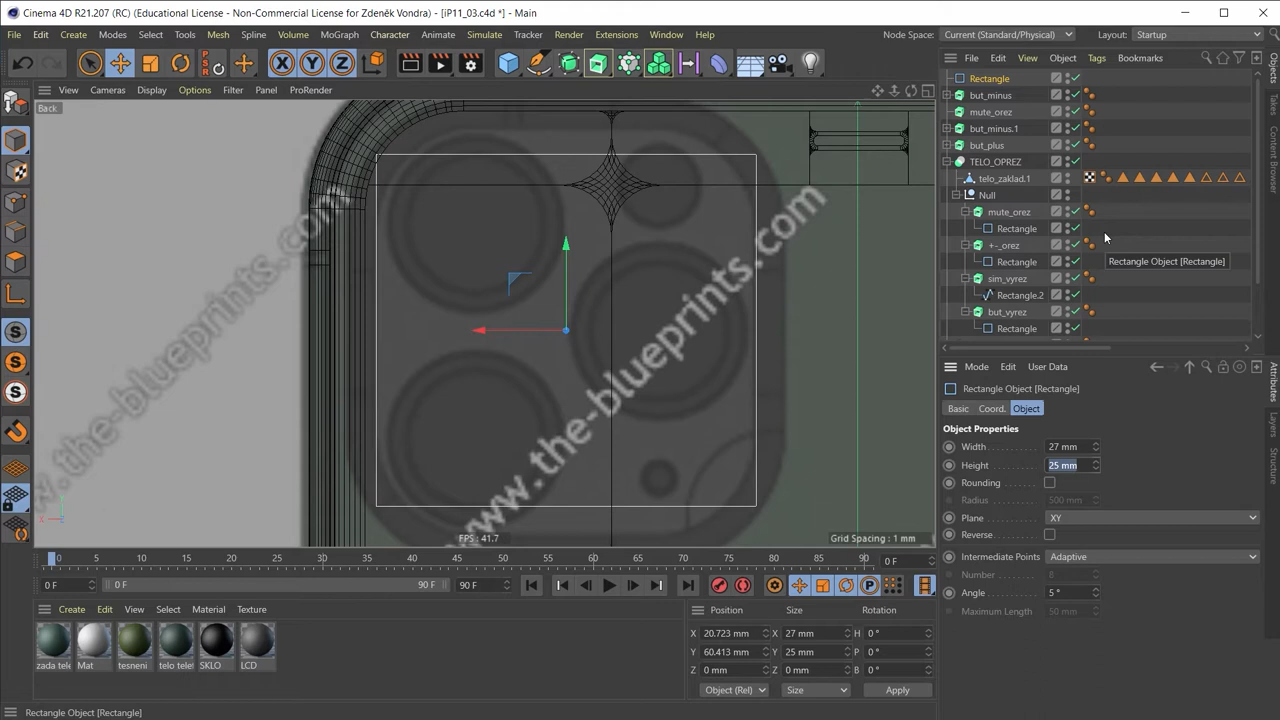 Cinema 4D R21.207 (RC) (Educational License - Non-Commercial License for Zdeněk Vondra) - [iP11_03.c4d *] - Main
File Edit Create Modes Select Tools Mesh Spline Volume MoGraph Character Animate Simulate Tracker Render Extensions Window Help Node Space: Current (Standard/Physical) Layout: Startup
PSR
X Y Z
File Edit View Object Tags Bookmarks
View Cameras Display Options Filter Panel ProRender
Back
Rectangle
but_minus
mute_orez
but_minus.1
but_plus
TELO_OPREZ
telo_zaklad.1
Null
mute_orez
Rectangle
+-_orez
Rectangle
Rectangle Object [Rectangle]
sim_vyrez
Rectangle.2
but_vyrez
Rectangle
Objects
Takes
Attributes
Layers
Structure
www.the-blueprints.com
www.the-blueprints.com
Mode Edit User Data
Rectangle Object [Rectangle]
Basic Coord. Object
Object Properties
Width 27 mm
Height 25 mm
Rounding
Radius 500 mm
Plane XY
Reverse
Intermediate Points Adaptive
Number 8
Angle 5 °
Maximum Length 50 mm
FPS : 41.7
Grid Spacing : 1 mm
0 5 10 15 20 25 30 35 40 45 50 55 60 65 70 75 80 85 90 0 F
0 F 0 F 90 F 90 F
Create Edit View Select Material Texture
zada tele Mat tesneni telo telef SKLO LCD
Position Size Rotation
X 20.723 mm X 27 mm H 0 °
Y 60.413 mm Y 25 mm P 0 °
Z 0 mm Z 0 mm B 0 °
Object (Rel) Size Apply
Rectangle Object [Rectangle]